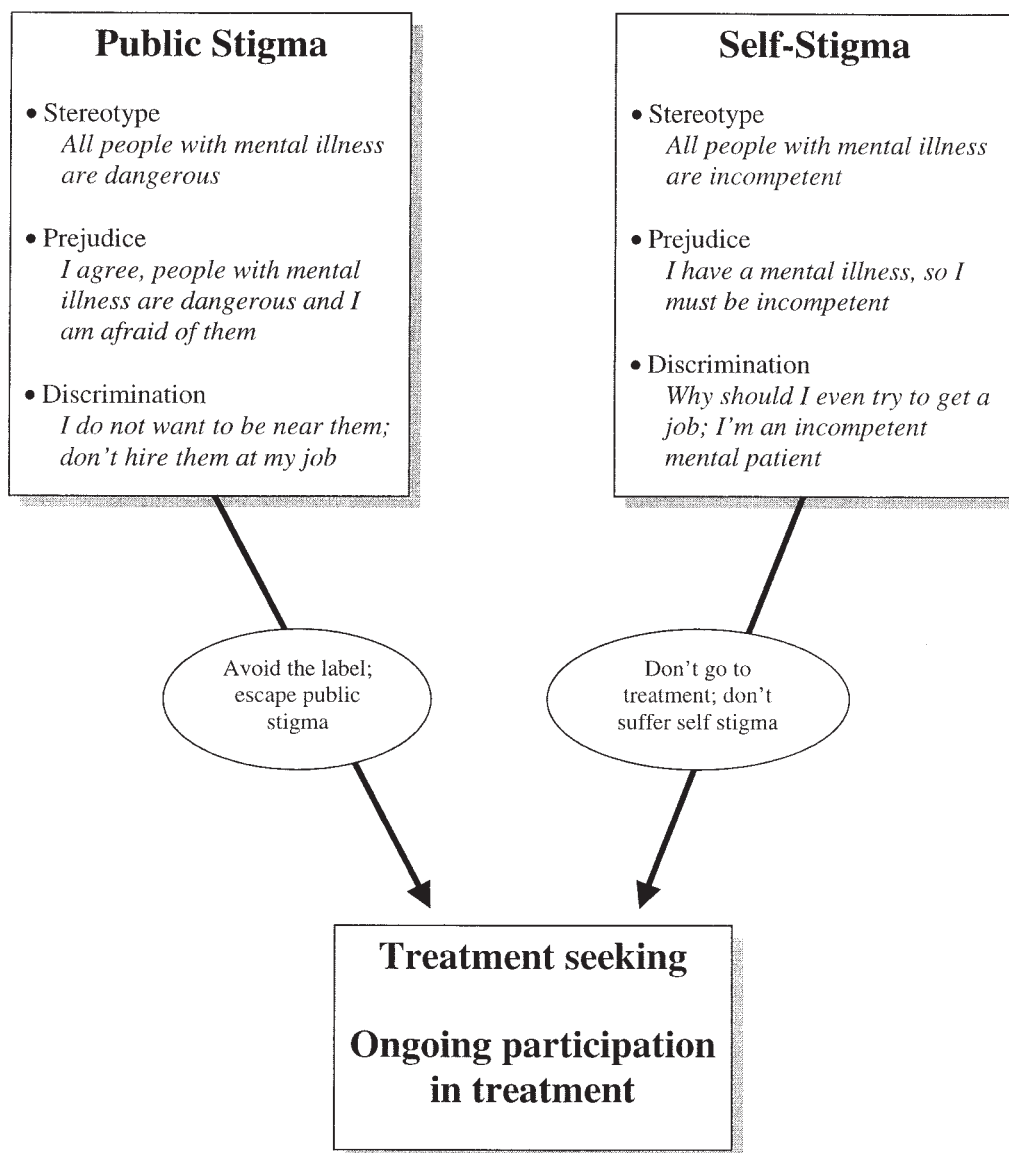 Public Stigma
• Stereotype
All people with mental illness
are dangerous
• Prejudice
I agree, people with mental
illness are dangerous and I
am afraid of them
• Discrimination
I do not want to be near them;
don't hire them at my job
Self-Stigma
• Stereotype
All people with mental illness
are incompetent
• Prejudice
I have a mental illness, so I
must be incompetent
• Discrimination
Why should I even try to get a
job; I'm an incompetent
mental patient
Avoid the label;
escape public
stigma
Don't go to
treatment; don't
suffer self stigma
Treatment seeking
Ongoing participation
in treatment